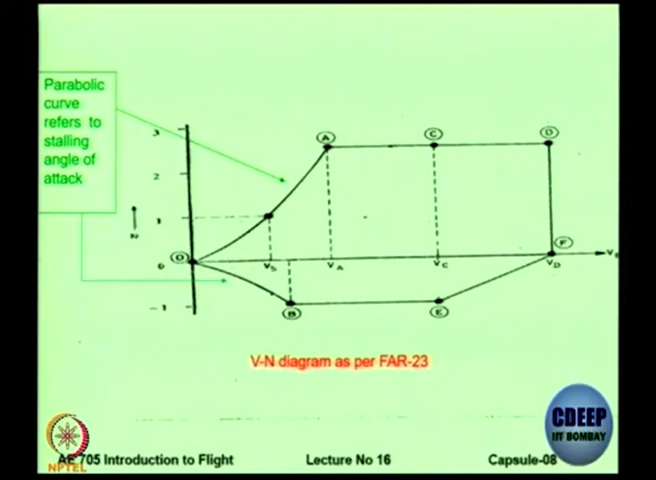 Parabolic
curve
refers to
stalling
angle of
attack
3
2
1
0
-1
N
O
A
C
D
F
B
E
VS
VA
VC
VD
V-N diagram as per FAR-23
CDEEP
IIT BOMBAY
NPTEL
AE 705 Introduction to Flight
Lecture No 16
Capsule-08